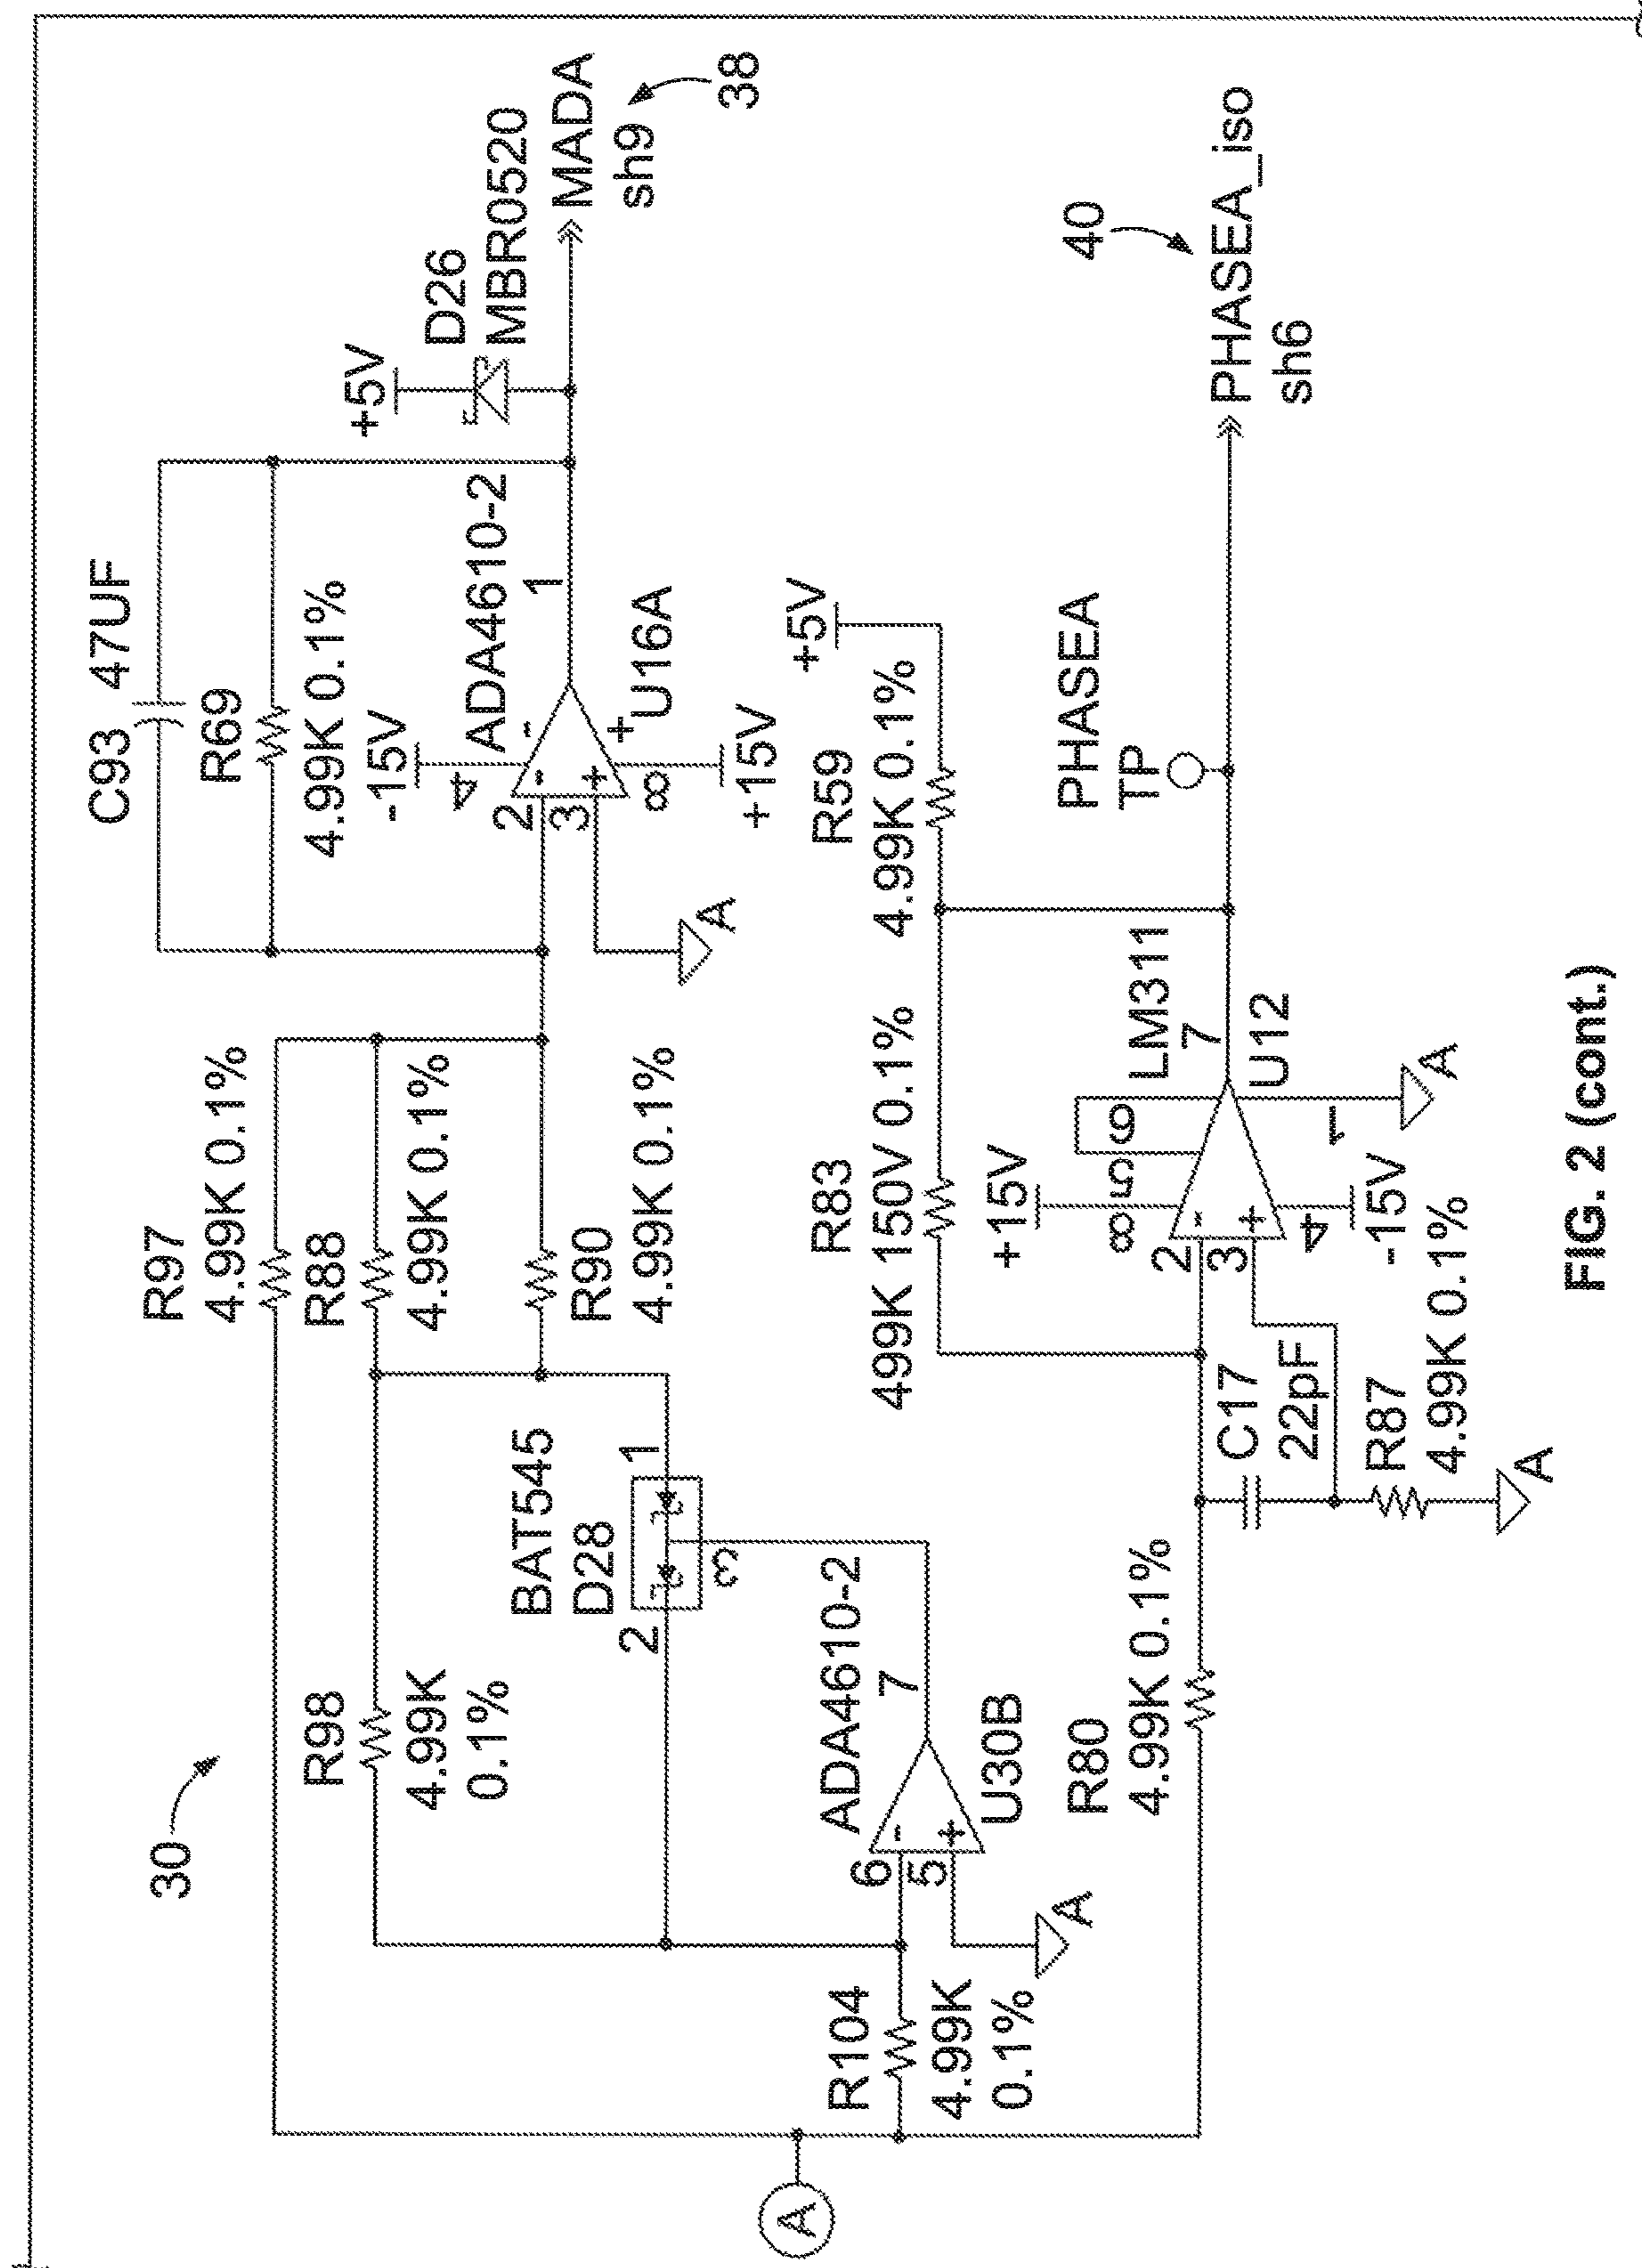 30
R97
4.99K 0.1%
R88
4.99K 0.1%
R98
4.99K
0.1%
R90
4.99K 0.1%
BAT545
D28
1
2
3
C93 47UF
R69
4.99K 0.1%
-15V
4
ADA4610-2
-
2
-
3
+
1
+
U16A
8
+15V
A
+5V
D26
MBR0520
MADA
sh9
38
ADA4610-2
6
-
5
+
7
U30B
A
R104
4.99K
0.1%
A
R80
4.99K 0.1%
R83
499K 150V 0.1%
R59
4.99K 0.1%
+5V
+15V
8
5
6
LM311
7
2
-
3
+
4
1
U12
-15V
A
C17
22pF
R87
4.99K 0.1%
A
PHASEA
TP
40
PHASEA_iso
sh6
FIG. 2 (cont.)